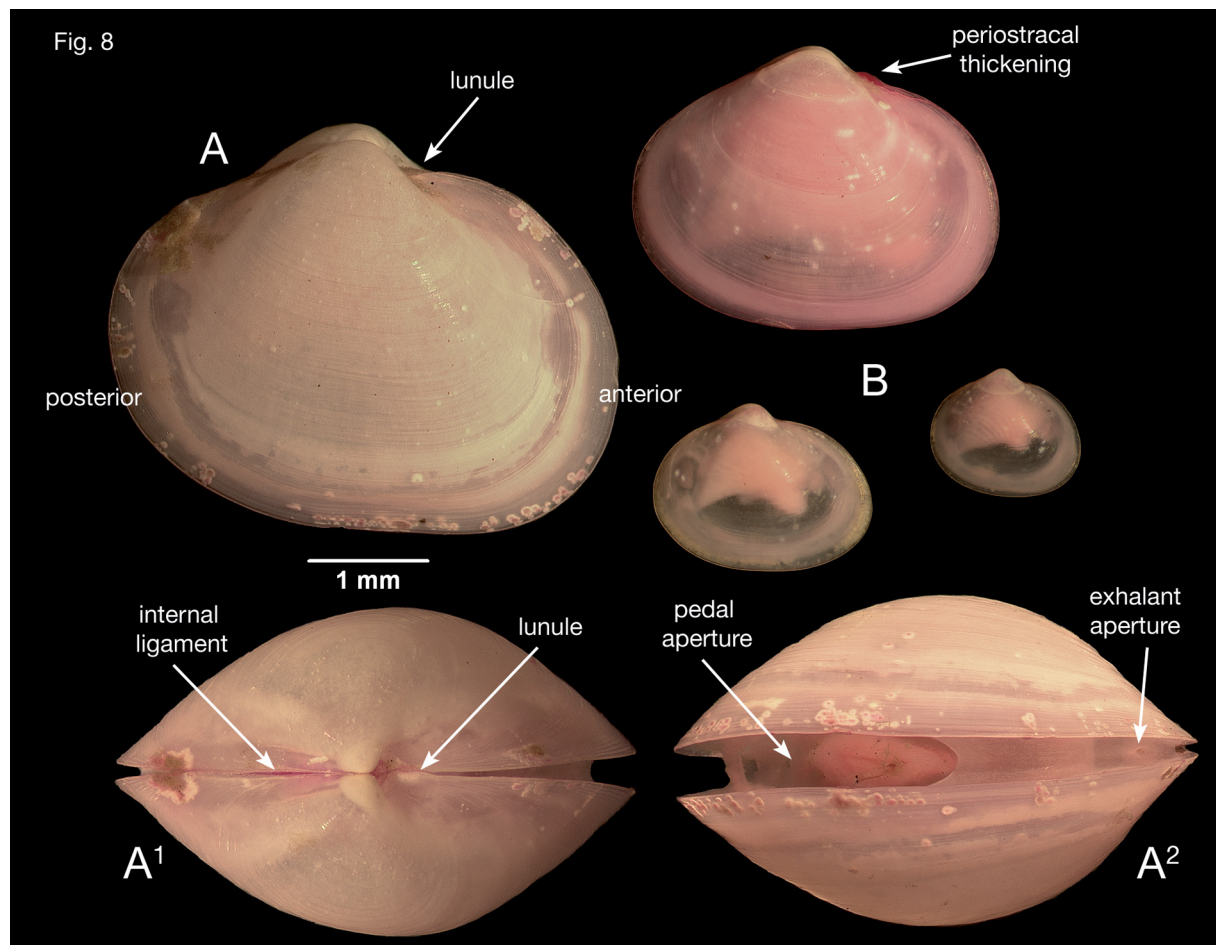 Fig. 8
periostracal
thickening
lunule
A
B
posterior
anterior
1 mm
internal
ligament
lunule
pedal
aperture
exhalant
aperture
A¹
A²